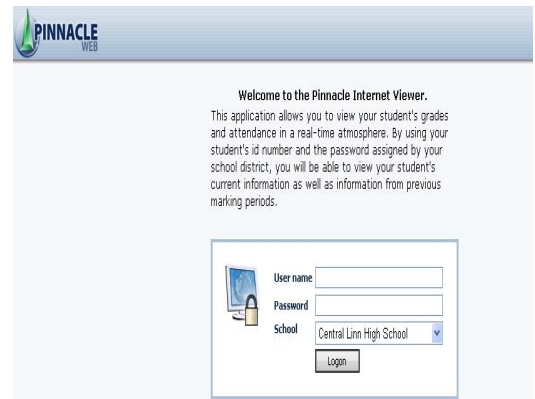 PINNACLE
WEB
Welcome to the Pinnacle Internet Viewer.
This application allows you to view your student's grades
and attendance in a real-time atmosphere. By using your
student's id number and the password assigned by your
school district, you will be able to view your student's
current information as well as information from previous
marking periods.
User name
Password
School Central Linn High School
Logon